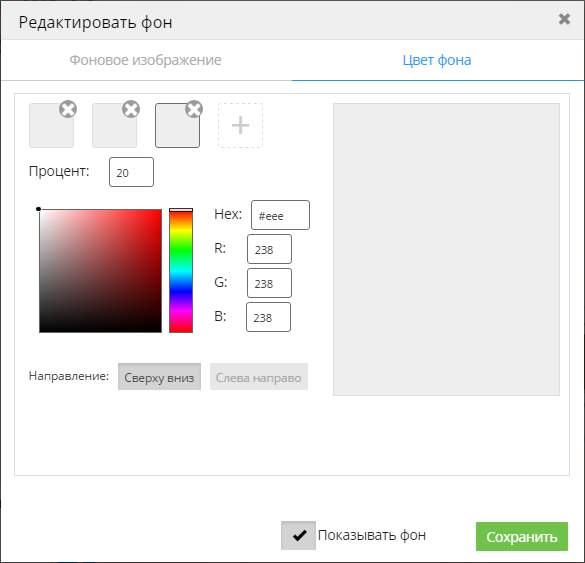 Редактировать фон
Фоновое изображение Цвет фона
Процент: 20
Hex: #eee
R: 238
G: 238
B: 238
Направление: Сверху вниз Слева направо
Показывать фон Сохранить